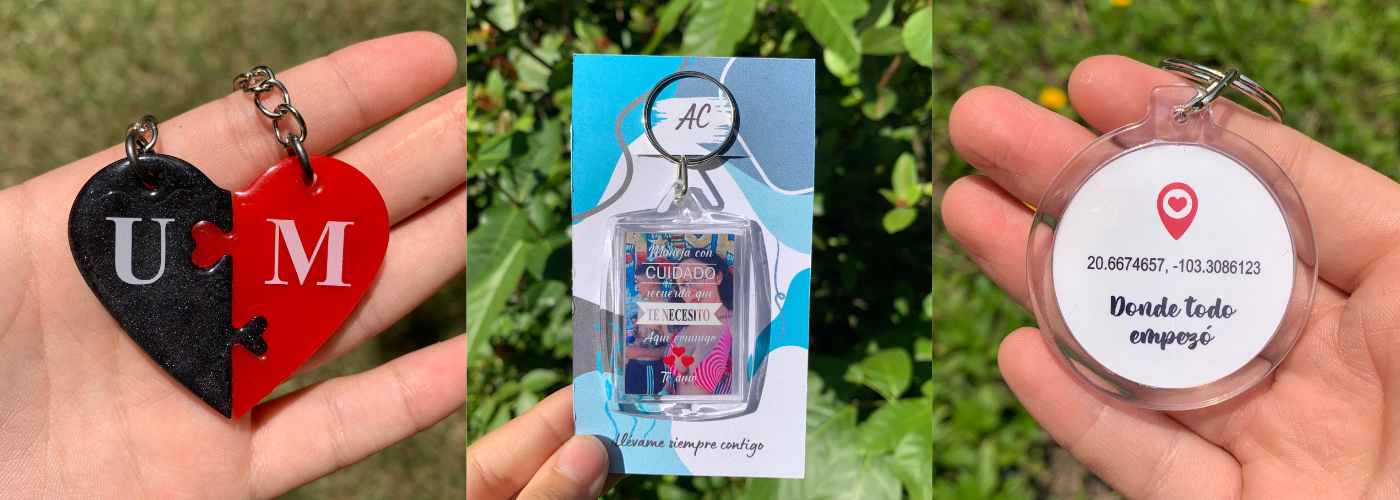 U M
AC
Maneja con
CUIDADO
recuerda que
TE NECESITO
Aquí conmigo
Te amo
Llévame siempre contigo
20.6674657, -103.3086123
Donde todo
empezó